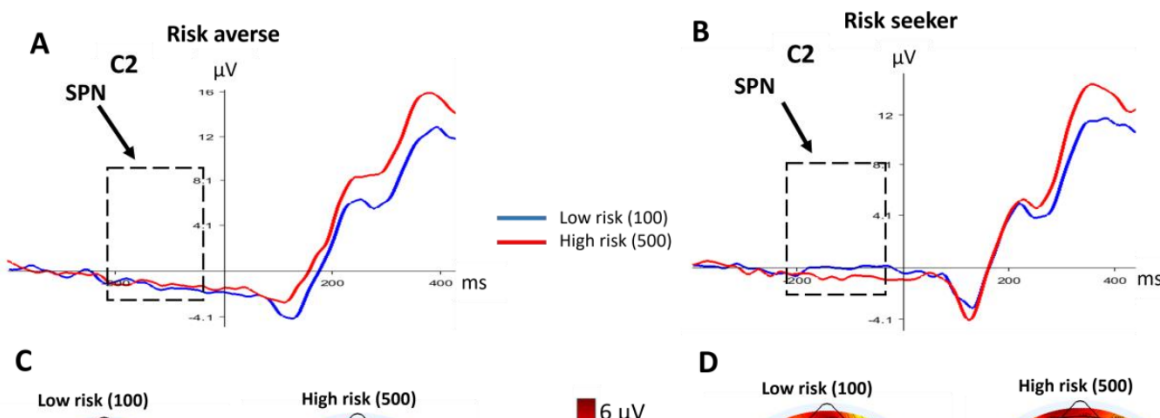 A
Risk averse
C2
SPN
µV
16
12
8.1
4.1
-4.1
-200
200
400
ms
Low risk (100)
High risk (500)
B
Risk seeker
C2
SPN
µV
12
8.1
4.1
-4.1
-200
200
400
ms
C
Low risk (100)
High risk (500)
6 µV
D
Low risk (100)
High risk (500)